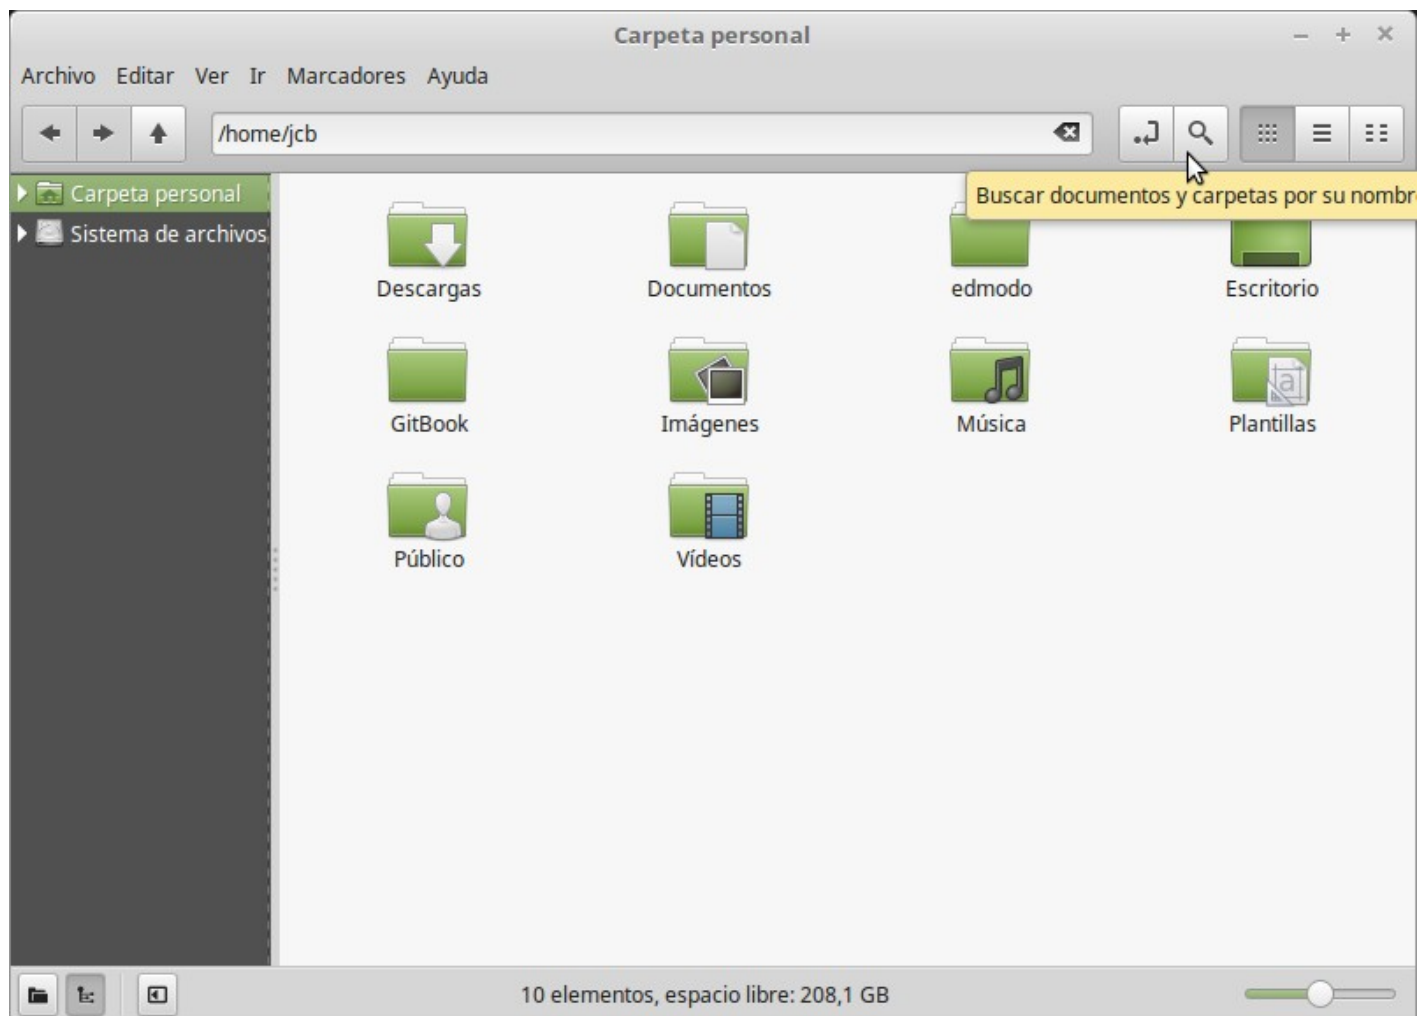 Carpeta personal
Archivo Editar Ver Ir Marcadores Ayuda
/home/jcb
Carpeta personal
Sistema de archivos
Buscar documentos y carpetas por su nombr
Descargas Documentos edmodo Escritorio
GitBook Imágenes Música Plantillas
Público Vídeos
10 elementos, espacio libre: 208,1 GB